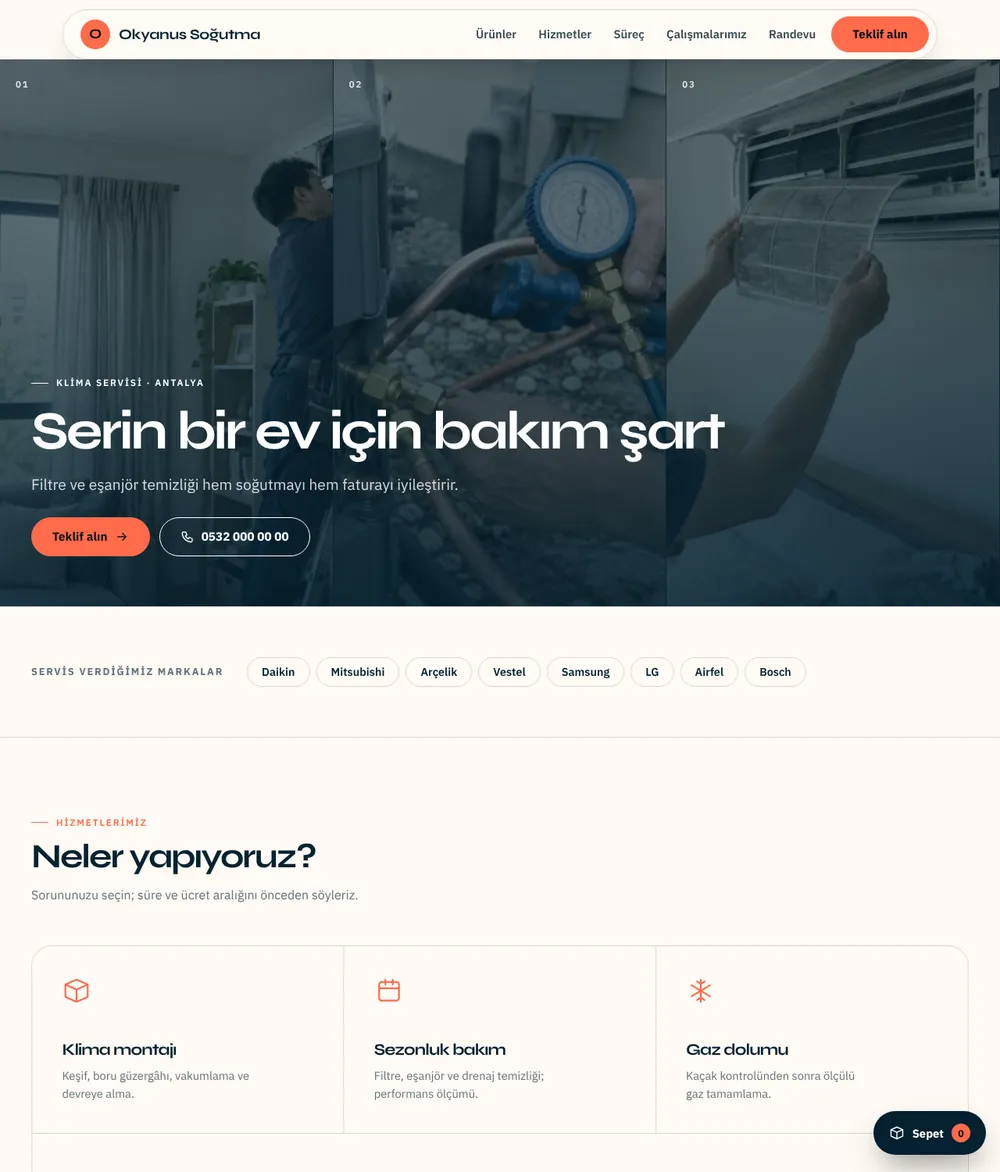 O Okyanus Soğutma
Ürünler Hizmetler Süreç Çalışmalarımız Randevu Teklif alın
01 02 03
KLİMA SERVİSİ · ANTALYA
Serin bir ev için bakım şart
Filtre ve eşanjör temizliği hem soğutmayı hem faturayı iyileştirir.
Teklif alın → 0532 000 00 00
SERVİS VERDİĞİMİZ MARKALAR Daikin Mitsubishi Arçelik Vestel Samsung LG Airfel Bosch
HİZMETLERİMİZ
Neler yapıyoruz?
Sorununuzu seçin; süre ve ücret aralığını önceden söyleriz.
Klima montajı
Keşif, boru güzergâhı, vakumlama ve
devreye alma.
Sezonluk bakım
Filtre, eşanjör ve drenaj temizliği;
performans ölçümü.
Gaz dolumu
Kaçak kontrolünden sonra ölçülü
gaz tamamlama.
Sepet 0